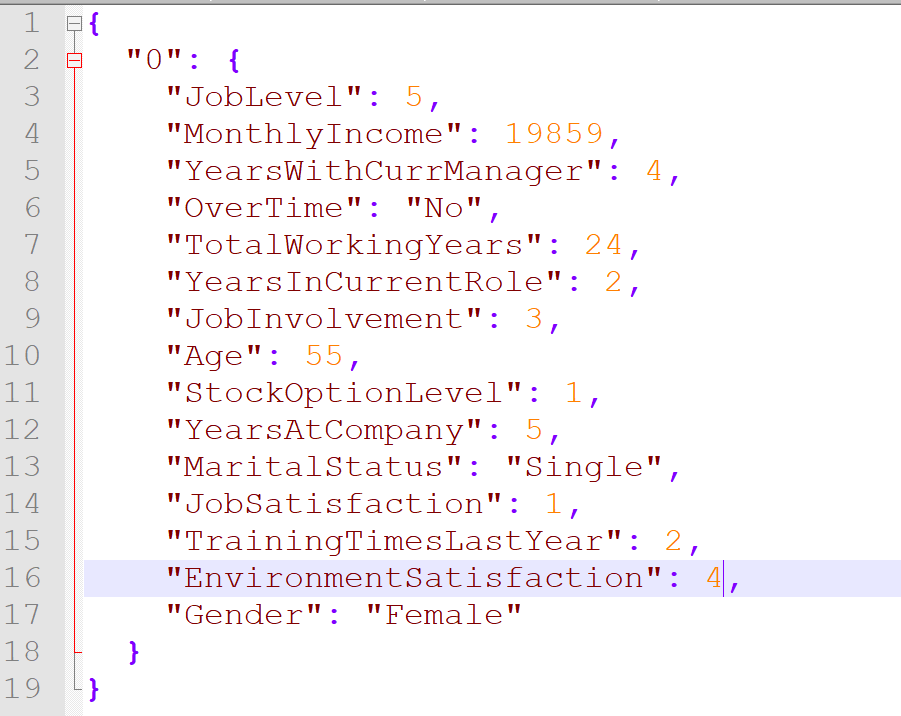 1 {
2 "0": {
3 "JobLevel": 5,
4 "MonthlyIncome": 19859,
5 "YearsWithCurrManager": 4,
6 "OverTime": "No",
7 "TotalWorkingYears": 24,
8 "YearsInCurrentRole": 2,
9 "JobInvolvement": 3,
10 "Age": 55,
11 "StockOptionLevel": 1,
12 "YearsAtCompany": 5,
13 "MaritalStatus": "Single",
14 "JobSatisfaction": 1,
15 "TrainingTimesLastYear": 2,
16 "EnvironmentSatisfaction": 4,
17 "Gender": "Female"
18 }
19 }